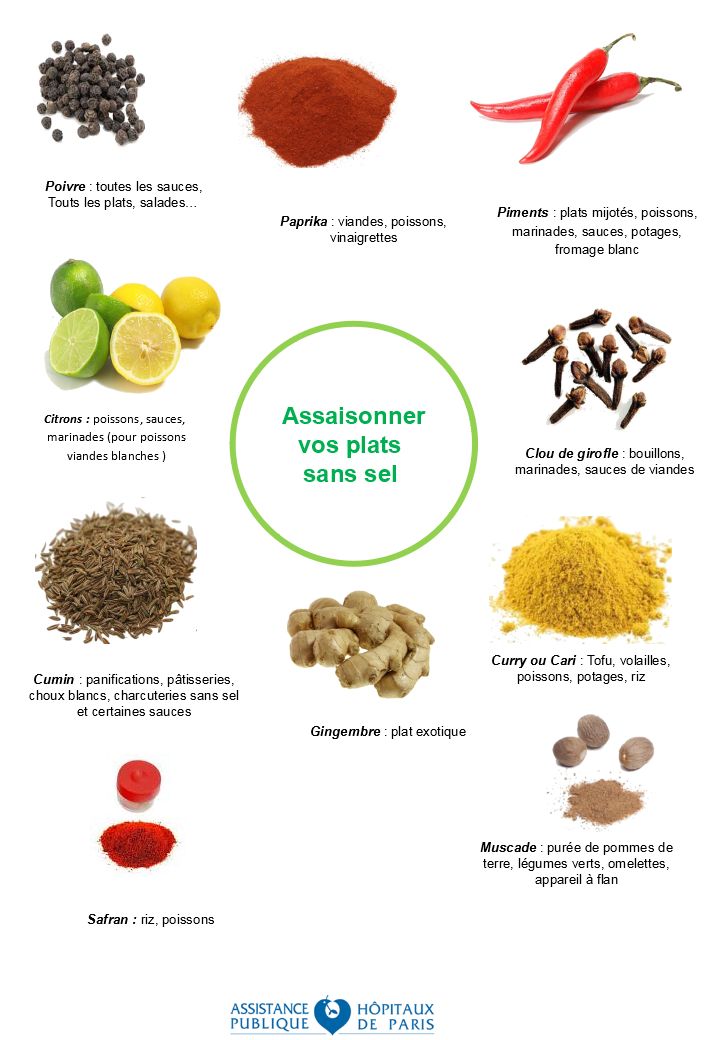 Poivre : toutes les sauces,
Touts les plats, salades...
Paprika : viandes, poissons,
vinaigrettes
Piments : plats mijotés, poissons,
marinades, sauces, potages,
fromage blanc
Citrons : poissons, sauces,
marinades (pour poissons
viandes blanches )
Assaisonner
vos plats
sans sel
Clou de girofle : bouillons,
marinades, sauces de viandes
Cumin : panifications, pâtisseries,
choux blancs, charcuteries sans sel
et certaines sauces
Gingembre : plat exotique
Curry ou Cari : Tofu, volailles,
poissons, potages, riz
Muscade : purée de pommes de
terre, légumes verts, omelettes,
appareil à flan
Safran : riz, poissons
ASSISTANCE HÔPITAUX
PUBLIQUE DE PARIS